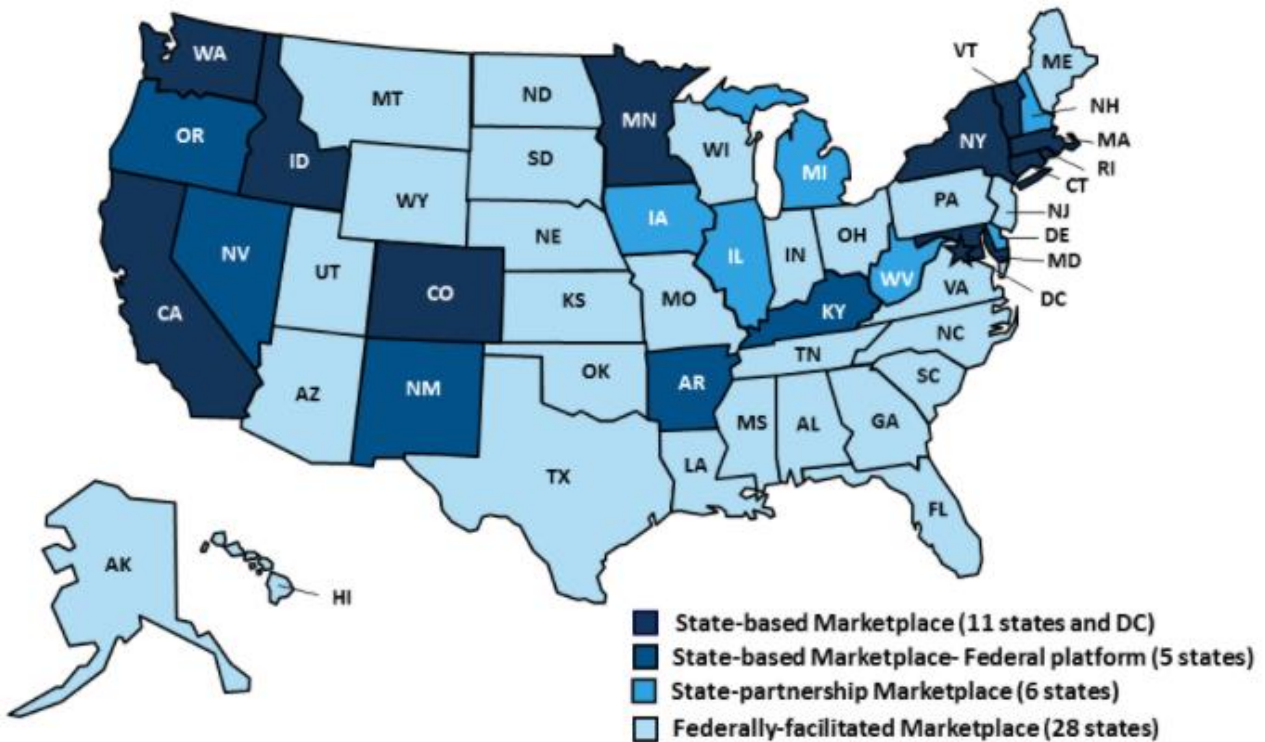 WA
MT
ND
MN
OR
ID
SD
WI
MI
WY
NE
IA
IL
IN
OH
PA
NY
VT
ME
NH
MA
RI
CT
NJ
DE
MD
DC
NV
UT
CO
KS
MO
KY
WV
VA
CA
AZ
NM
OK
AR
TN
NC
SC
TX
LA
MS
AL
GA
FL
AK
HI
State-based Marketplace (11 states and DC)
State-based Marketplace- Federal platform (5 states)
State-partnership Marketplace (6 states)
Federally-facilitated Marketplace (28 states)